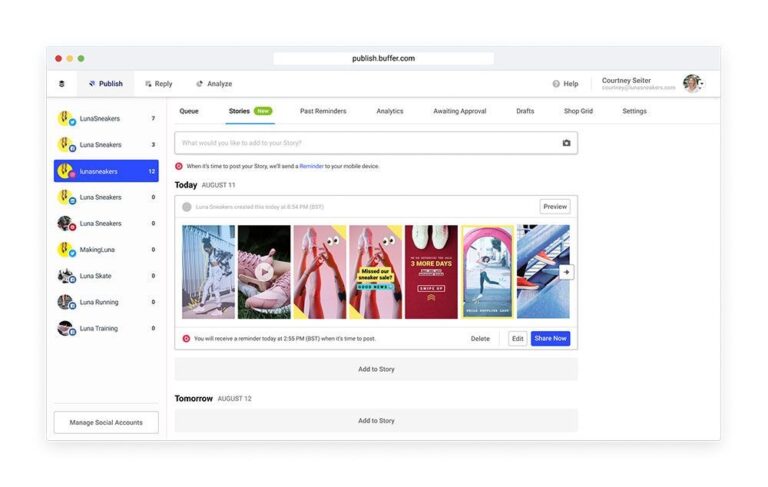 publish.buffer.com
Publish
Reply
Analyze
Help
Courtney Seiter
courtney@lunasneakers.com
LunaSneakers 7
Luna Sneakers 3
lunasneakers 12
Luna Sneakers 0
Luna Sneakers 0
MakingLuna 0
Luna Skate 0
Luna Running 0
Luna Training 0
Manage Social Accounts
Queue
Stories New
Past Reminders
Analytics
Awaiting Approval
Drafts
Shop Grid
Settings
What would you like to add to your Story?
When it's time to post your Story, we'll send a Reminder to your mobile device.
Today AUGUST 11
Luna Sneakers created this today at 8:54 PM (BST)
Preview
Missed our
sneaker sale?
GOOD NEWS...
3 MORE DAYS
SWIPE UP
You will receive a reminder today at 2:55 PM (BST) when it's time to post.
Delete
Edit
Share Now
Add to Story
Tomorrow AUGUST 12
Add to Story